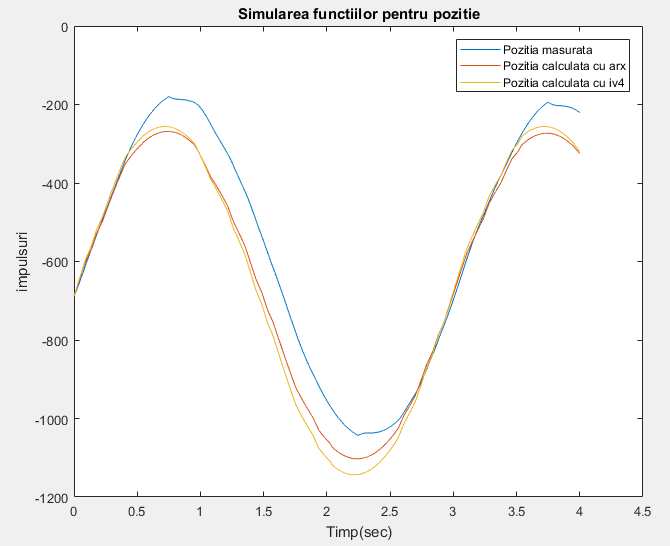 Simularea functiilor pentru pozitie
Pozitia masurata
Pozitia calculata cu arx
Pozitia calculata cu iv4
impulsuri
0
-200
-400
-600
-800
-1000
-1200
0
0.5
1
1.5
2
2.5
3
3.5
4
4.5
Timp(sec)